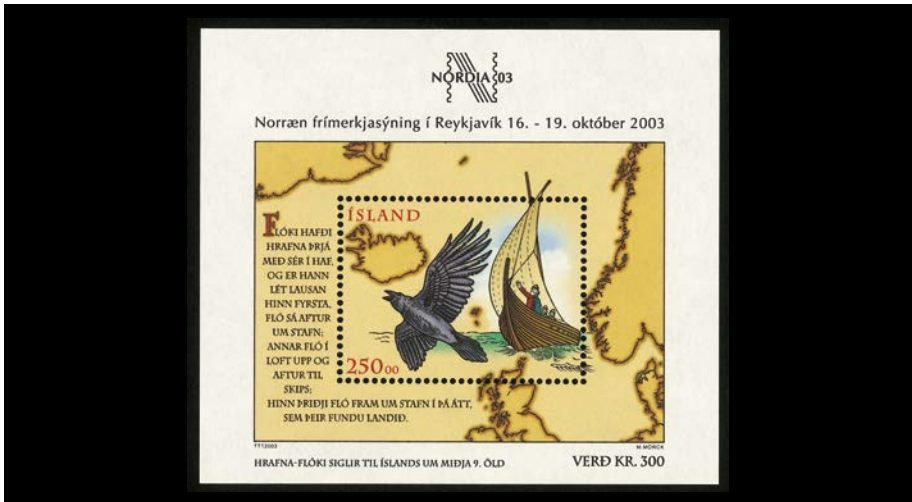 NORDIA 03
Norræn frímerkjasýning í Reykjavík 16. - 19. október 2003
ÍSLAND
FLÓKI HAFÐI
HRAFNA ÞRJÁ
MEÐ SÉR Í HAF,
OG ER HANN
LÉT LAUSAN
HINN FYRSTA,
FLÓ SÁ AFTUR
UM STAFN;
ANNAR FLÓ Í
LOFT UPP OG
AFTUR TIL
SKIPS;
HINN ÞRIÐJI FLÓ FRAM UM STAFN Í ÞÁ ÁTT,
SEM ÞEIR FUNDU LANDIÐ.
25000
FT12003
M. MÖRCK
HRAFNA-FLÓKI SIGLIR TIL ÍSLANDS UM MIÐJA 9. ÖLD
VERÐ KR. 300